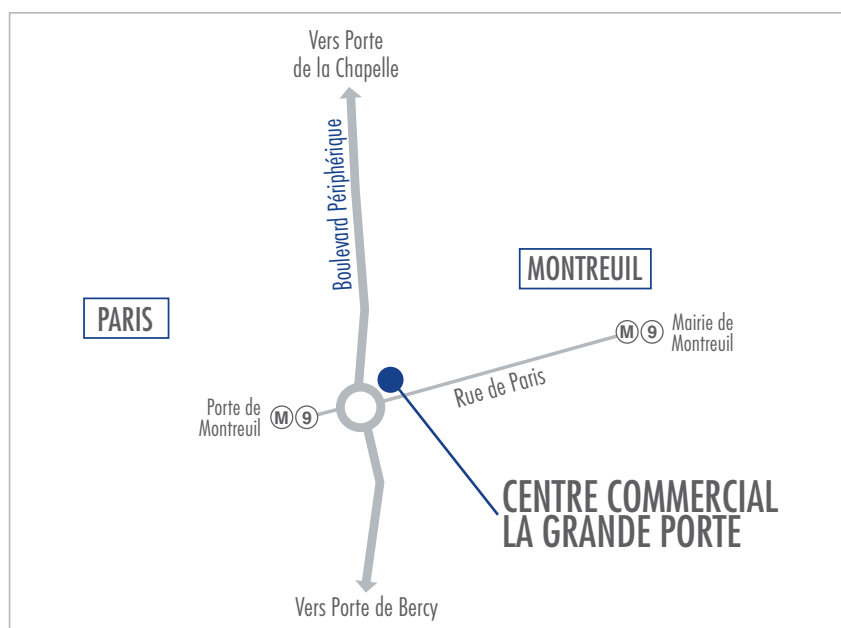 Vers Porte
de la Chapelle
Boulevard Périphérique
MONTREUIL
PARIS
M 9 Mairie de
Montreuil
Rue de Paris
Porte de
Montreuil M 9
CENTRE COMMERCIAL
LA GRANDE PORTE
Vers Porte de Bercy